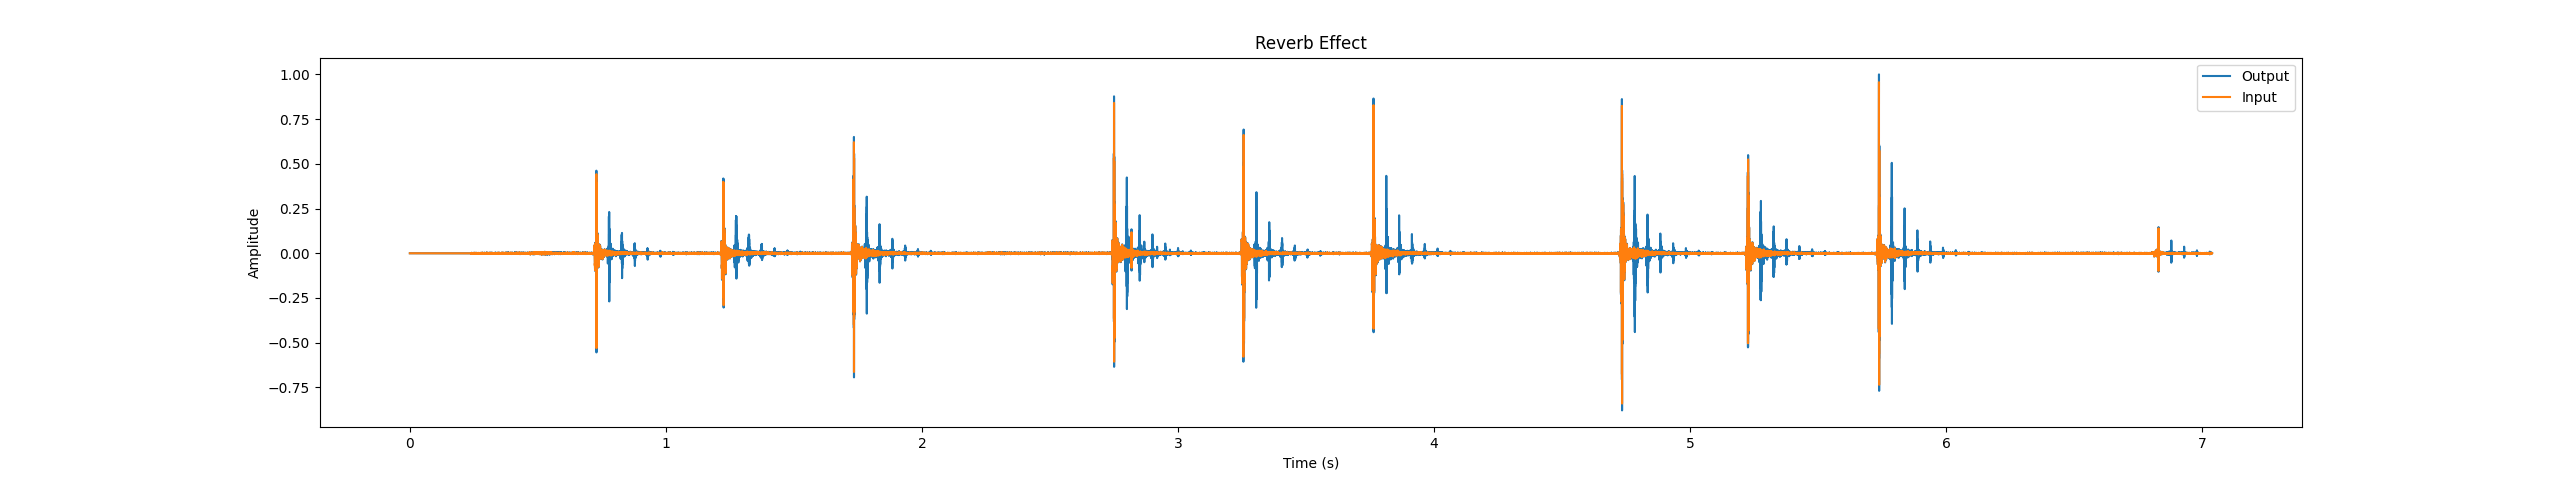 Reverb Effect
Output
Input
Amplitude
1.00
0.75
0.50
0.25
0.00
−0.25
−0.50
−0.75
0 1 2 3 4 5 6 7
Time (s)